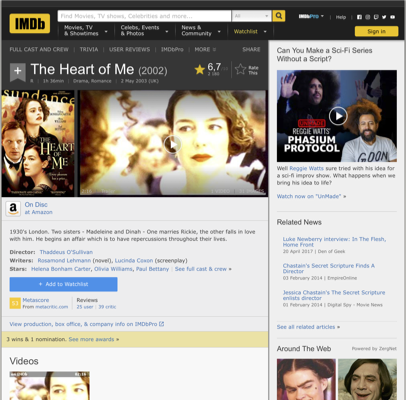 IMDb
Find Movies, TV shows, Celebrities and more...
All
IMDbPro
Help
Movies, TV & Showtimes
Celebs, Events & Photos
News & Community
Watchlist
Sign in
FULL CAST AND CREW | TRIVIA | USER REVIEWS | IMDbPro | MORE
SHARE
The Heart of Me (2002)
6,7
Rate This
R | 1h 36min | Drama, Romance | 2 May 2003 (UK)
sundance
THE HEART OF ME
On Disc
at Amazon
1930's London. Two sisters - Madeleine and Dinah - One marries Rickie, the other falls in love
with him. He begins an affair which is to have repercussions throughout their lives.
Director: Thaddeus O'Sullivan
Writers: Rosamond Lehmann (novel), Lucinda Coxon (screenplay)
Stars: Helena Bonham Carter, Olivia Williams, Paul Bettany | See full cast & crew »
+ Add to Watchlist
Metascore
From metacritic.com
Reviews
25 user | 39 critic
View production, box office, & company info on IMDbPro
3 wins & 1 nomination. See more awards »
Videos
Can You Make a Sci-Fi Series
Without a Script?
REGGIE WATTS'
PHASIUM
PROTOCOL
Well Reggie Watts sure tried with his idea for
a sci-fi improv show. What happens when we
bring his idea to life?
Watch now on "UnMade" »
Related News
Luke Newberry interview: In The Flesh,
Home Front
20 April 2017 | Den of Geek
Chastain's Secret Scripture Finds A
Director
03 February 2014 | EmpireOnline
Jessica Chastain's The Secret Scripture
enlists director
01 February 2014 | Digital Spy - Movie News
See all related articles »
Around The Web
Powered by ZergNet